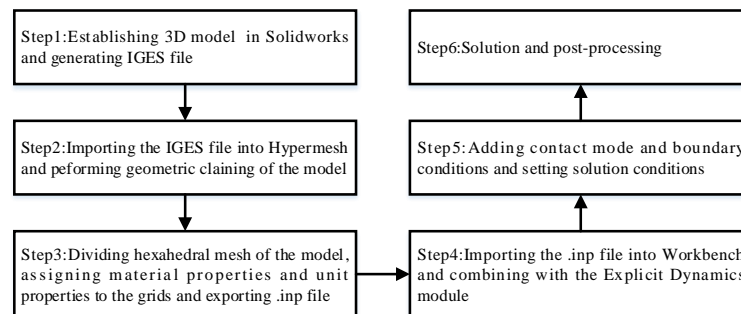 Step1:Establishing 3D model in Solidworks
and generating IGES file
Step2:Importing the IGES file into Hypermesh
and peforming geometric claining of the model
Step3:Dividing hexahedral mesh of the model,
assigning material properties and unit
properties to the grids and exporting .inp file
Step4:Importing the .inp file into Workbench
and combining with the Explicit Dynamics
module
Step5:Adding contact mode and boundary
conditions and setting solution conditions
Step6:Solution and post-processing